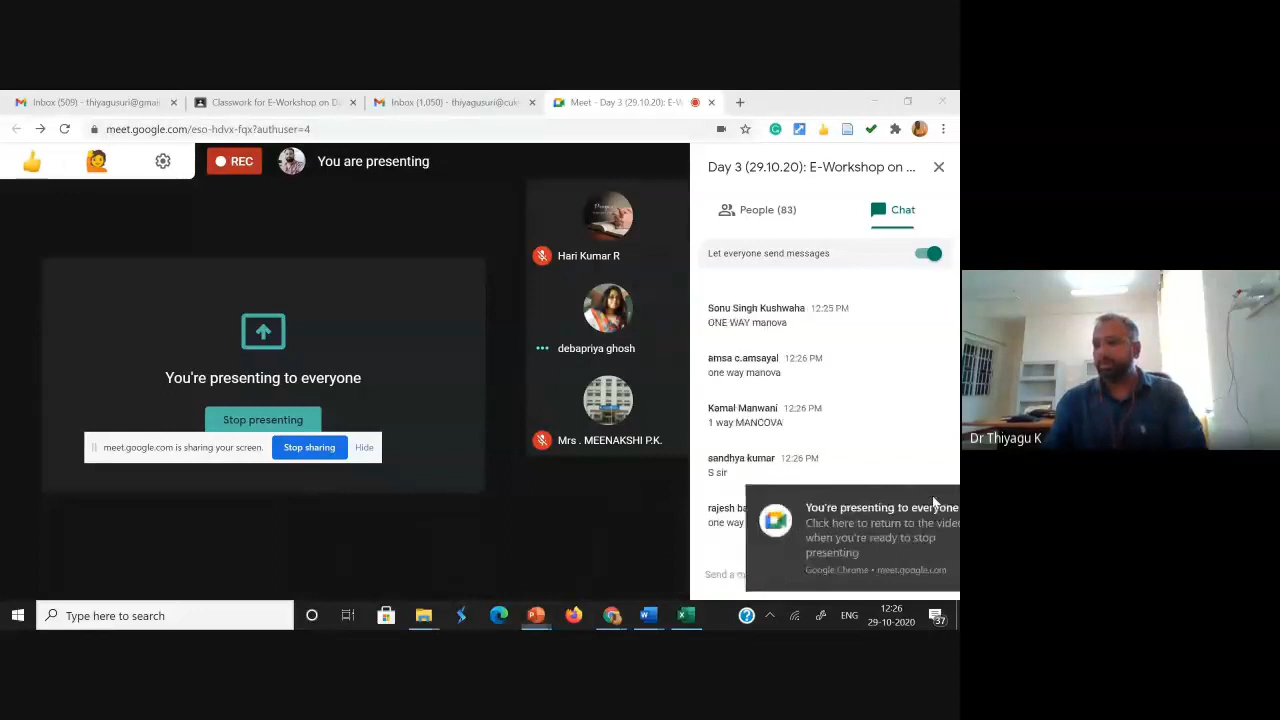 Inbox (509) - thiyagusuri@gmai
Classwork for E-Workshop on Da
Inbox (1,050) - thiyagusuri@cuk
Meet - Day 3 (29.10.20): E-W
meet.google.com/eso-hdvx-fqx?authuser=4
REC
You are presenting
Day 3 (29.10.20): E-Workshop on ...
People (83)
Chat
Let everyone send messages
Hari Kumar R
debapriya ghosh
Mrs . MEENAKSHI P.K.
You're presenting to everyone
Stop presenting
meet.google.com is sharing your screen.
Stop sharing
Hide
Sonu Singh Kushwaha 12:25 PM
ONE WAY manova
amsa c.amsayal 12:26 PM
one way manova
Kamal Manwani 12:26 PM
1 way MANCOVA
sandhya kumar 12:26 PM
S sir
rajesh ba
one way
Send a m
You're presenting to everyone
Click here to return to the video
when you're ready to stop
presenting
Google Chrome • meet.google.com
Dr Thiyagu K
Type here to search
ENG
12:26
29-10-2020
37